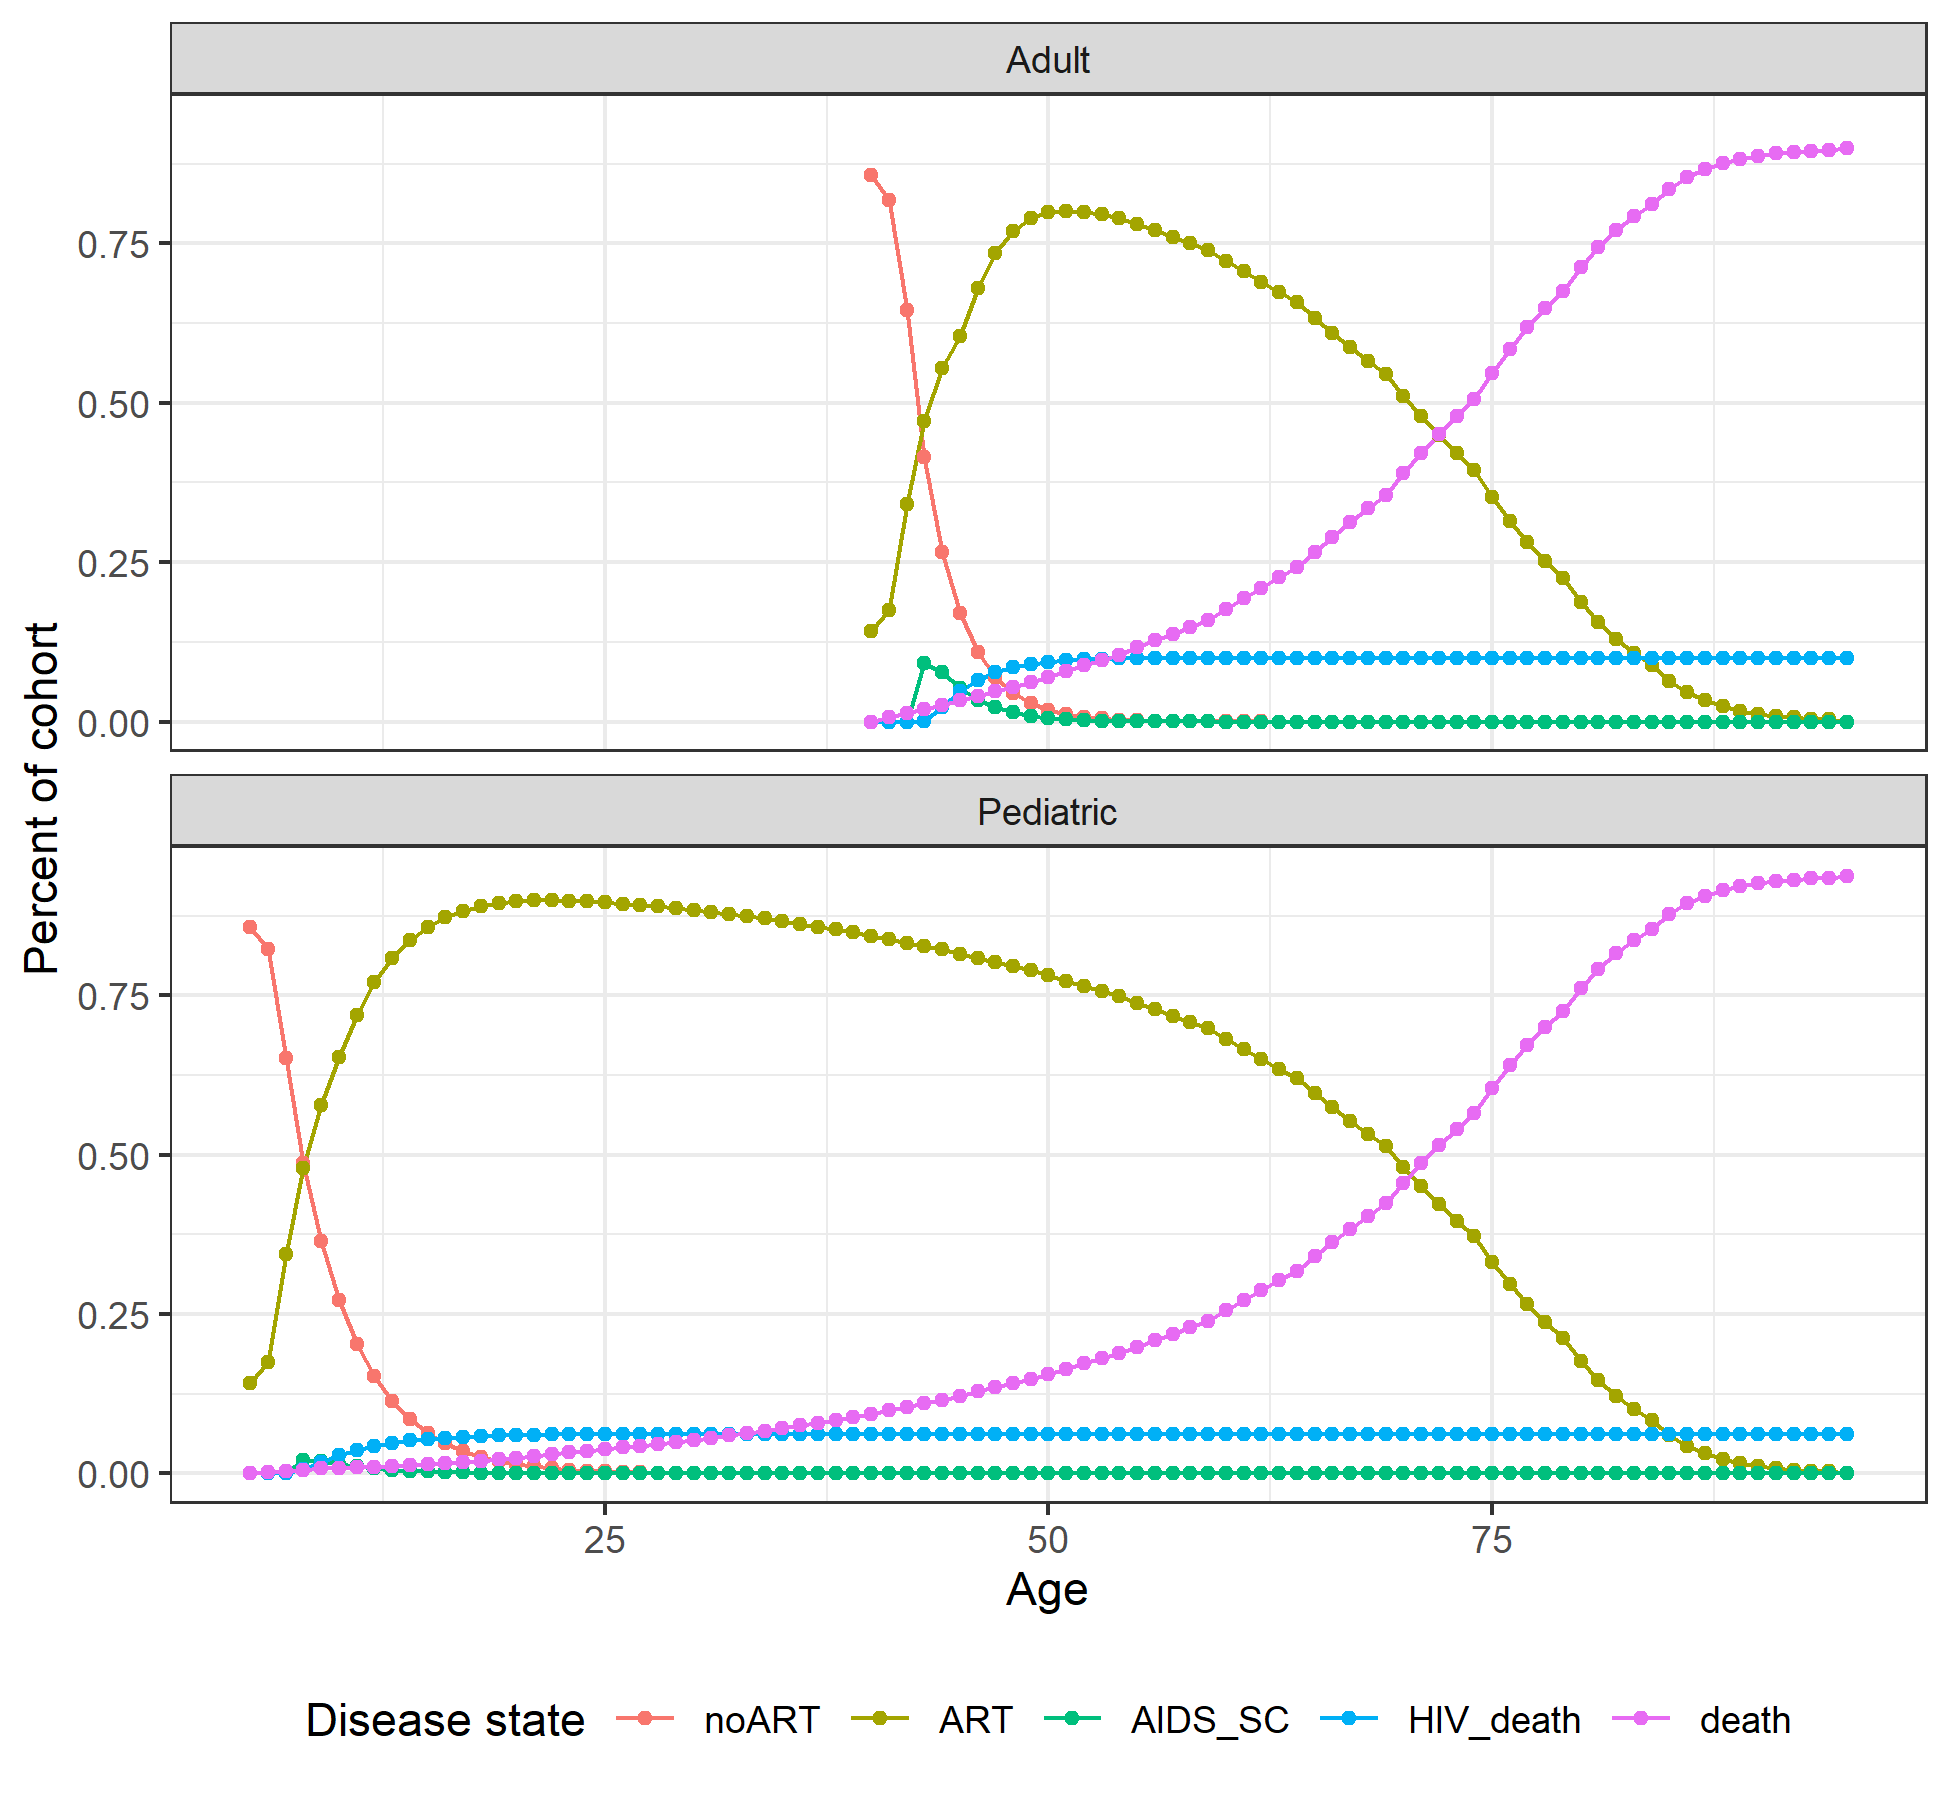 Adult
0.75
0.50
0.25
0.00
Percent of cohort
Pediatric
0.75
0.50
0.25
0.00
25 50 75
Age
Disease state noART ART AIDS_SC HIV_death death